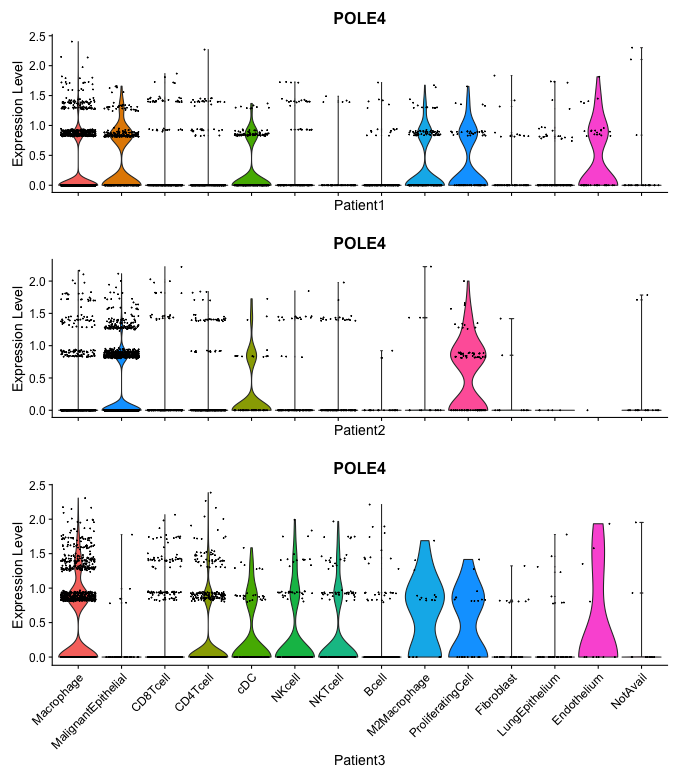 POLE4
Expression Level
2.5
2.0
1.5
1.0
0.5
0.0
Patient1
POLE4
Expression Level
2.0
1.5
1.0
0.5
0.0
Patient2
POLE4
Expression Level
2.5
2.0
1.5
1.0
0.5
0.0
Macrophage
MalignantEpithelial
CD8Tcell
CD4Tcell
cDC
NKcell
NKTcell
Bcell
M2Macrophage
ProliferatingCell
Fibroblast
LungEpithelium
Endothelium
NotAvail
Patient3